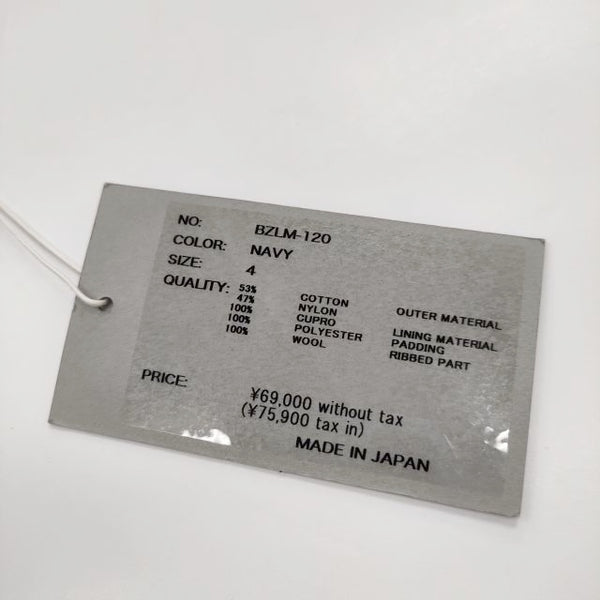 NO: BZLM-120
COLOR: NAVY
SIZE: 4
QUALITY: 53% COTTON OUTER MATERIAL
47% NYLON
100% CUPRO LINING MATERIAL
100% POLYESTER PADDING
100% WOOL RIBBED PART
PRICE: ¥69,000 without tax
(¥75,900 tax in)
MADE IN JAPAN